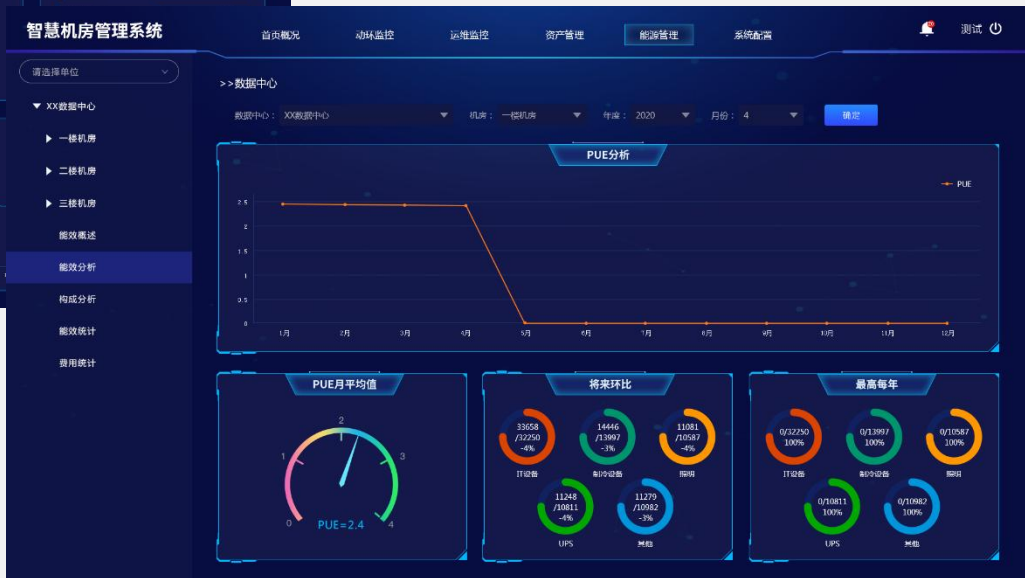 智慧机房管理系统
首页概况 动环监控 运维监控 资产管理 能源管理 系统配置
测试
请选择单位
XX数据中心
一楼机房
二楼机房
三楼机房
能效概述
能效分析
构成分析
能效统计
费用统计
>>数据中心
数据中心： XX数据中心 机房： 一楼机房 年度： 2020 月份： 4 确定
PUE分析
PUE
2.5
2
1.5
1
0.5
0
1月 2月 3月 4月 5月 6月 7月 8月 9月 10月 11月 12月
PUE月平均值
0 1 2 3 4
PUE=2.4
将来环比
33658
/32250
-4%
IT设备
14446
/13997
-3%
制冷设备
11081
/10587
-4%
照明
11248
/10811
-4%
UPS
11279
/10982
-3%
其他
最高每年
0/32250
100%
IT设备
0/13997
100%
制冷设备
0/10587
100%
照明
0/10811
100%
UPS
0/10982
100%
其他